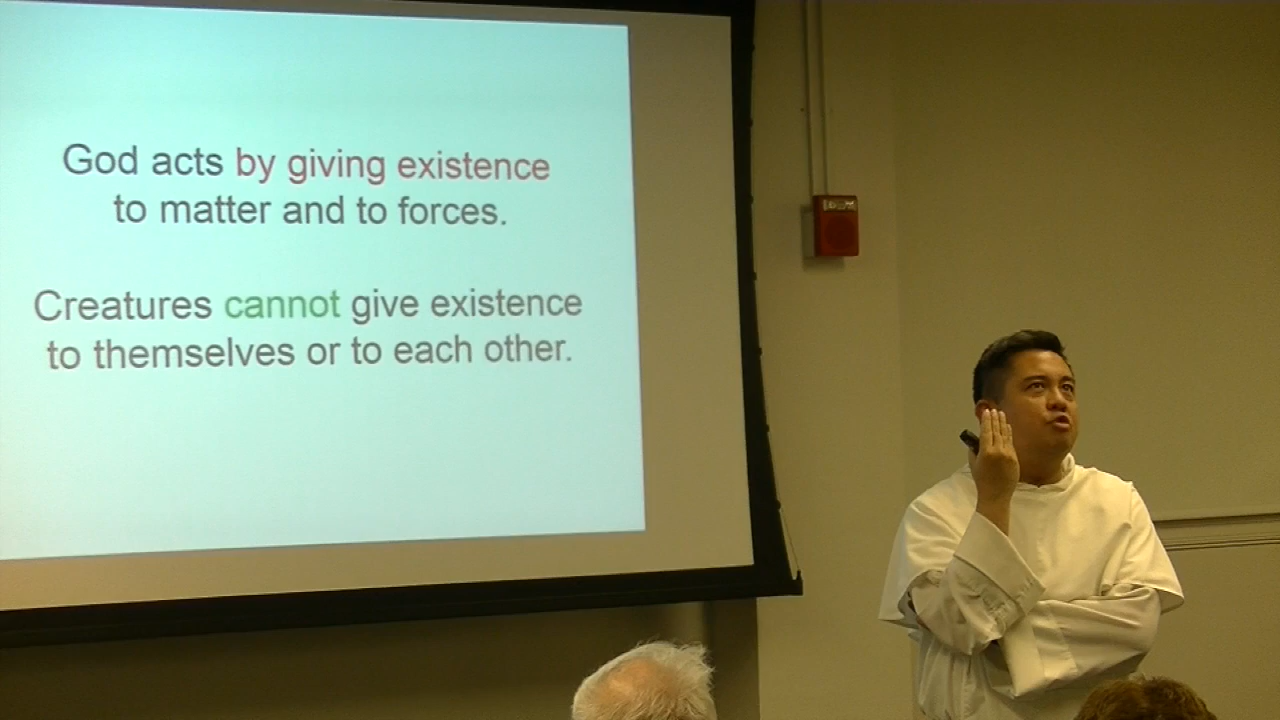 God acts by giving existence
to matter and to forces.
Creatures cannot give existence
to themselves or to each other.